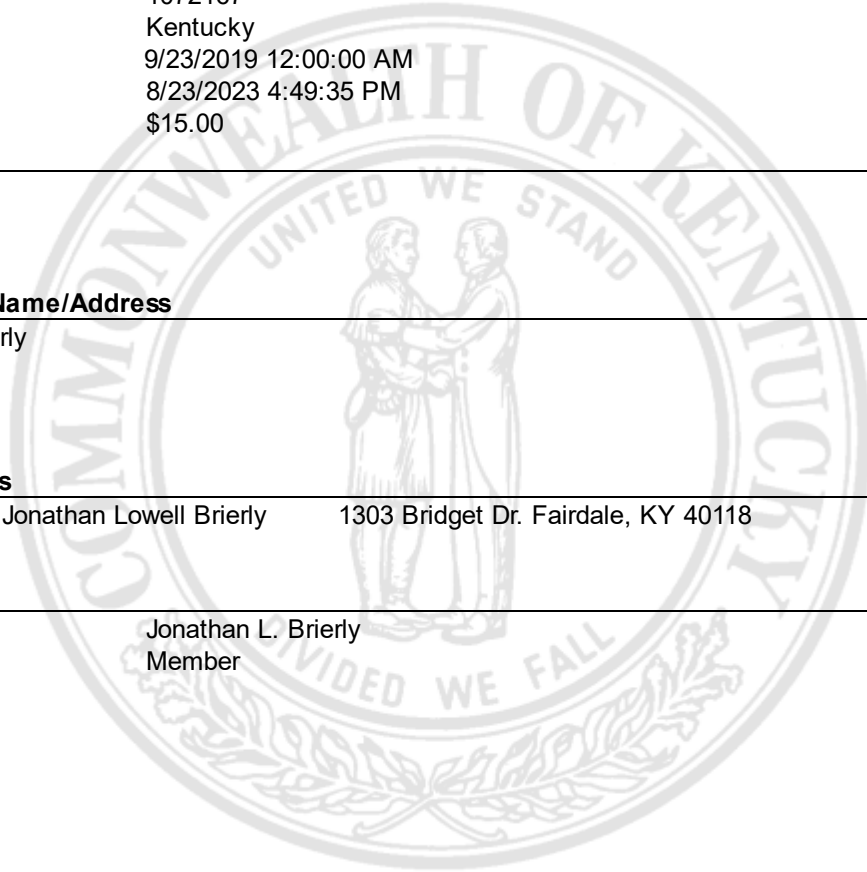 Kentucky
9/23/2019 12:00:00 AM
8/23/2023 4:49:35 PM
$15.00
Name/Address
rly
s
Jonathan Lowell Brierly 1303 Bridget Dr. Fairdale, KY 40118
Jonathan L. Brierly
Member
COMMONWEALTH OF KENTUCKY
UNITED WE STAND
DIVIDED WE FALL